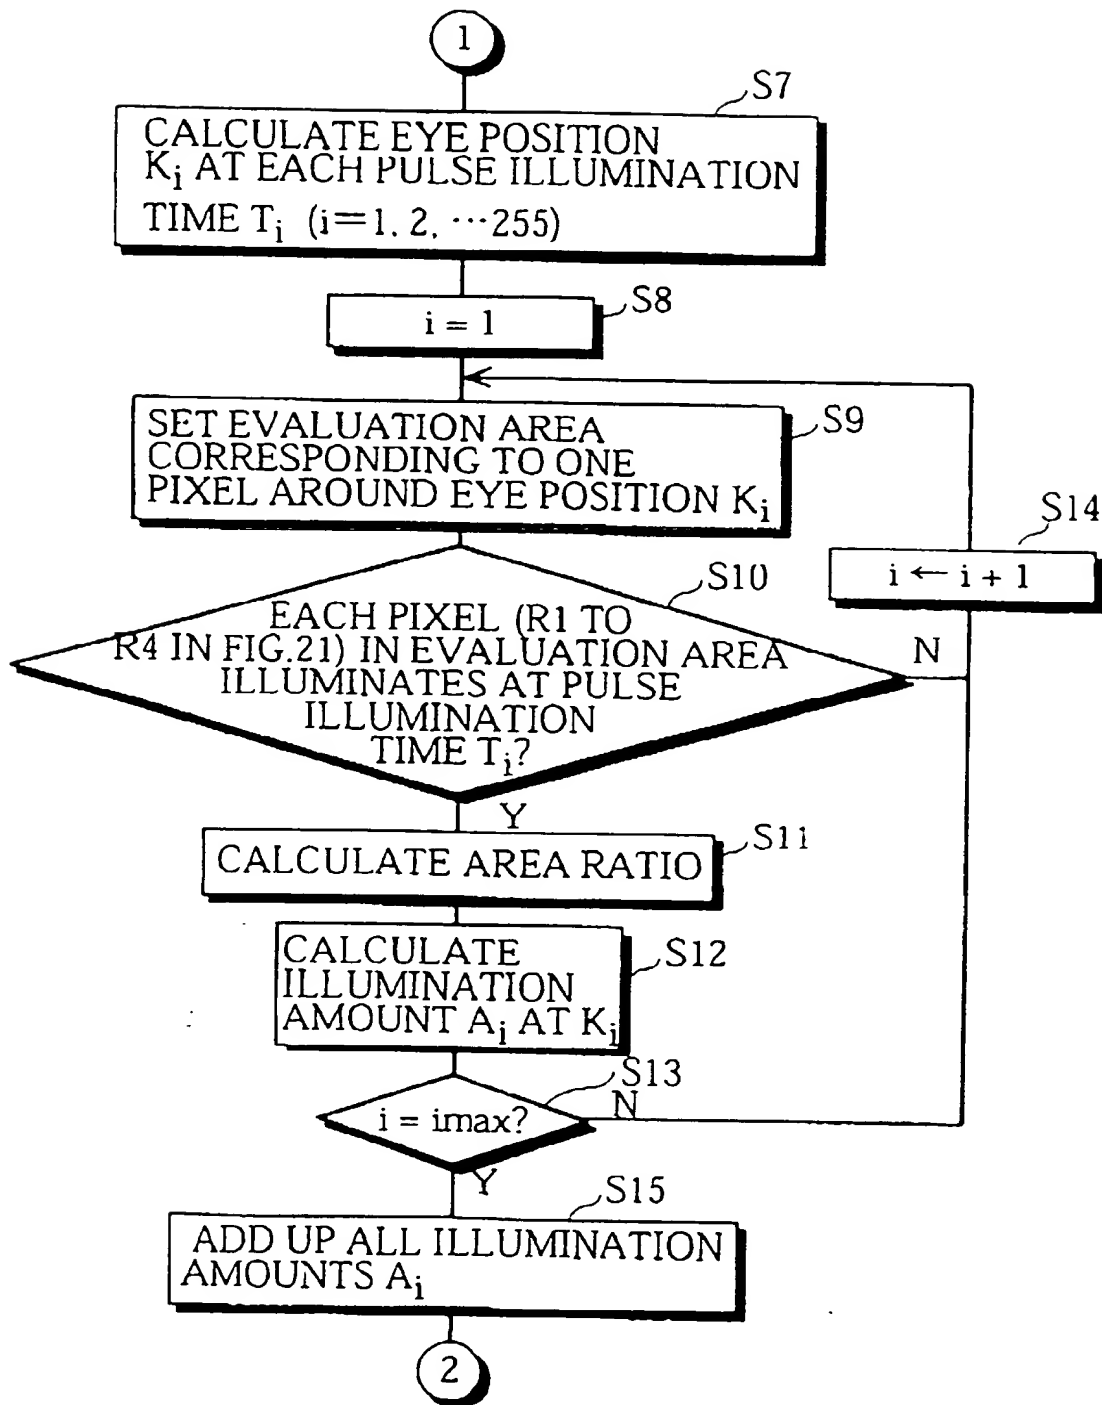 1
S7
CALCULATE EYE POSITION
Ki AT EACH PULSE ILLUMINATION
TIME Ti (i=1, 2, ···255)
S8
i = 1
S9
SET EVALUATION AREA
CORRESPONDING TO ONE
PIXEL AROUND EYE POSITION Ki
S14
i ← i + 1
S10
EACH PIXEL (R1 TO
R4 IN FIG.21) IN EVALUATION AREA
ILLUMINATES AT PULSE
ILLUMINATION
TIME Ti?
N
Y
S11
CALCULATE AREA RATIO
S12
CALCULATE
ILLUMINATION
AMOUNT Ai AT Ki
S13
i = imax?
N
Y
S15
ADD UP ALL ILLUMINATION
AMOUNTS Ai
2